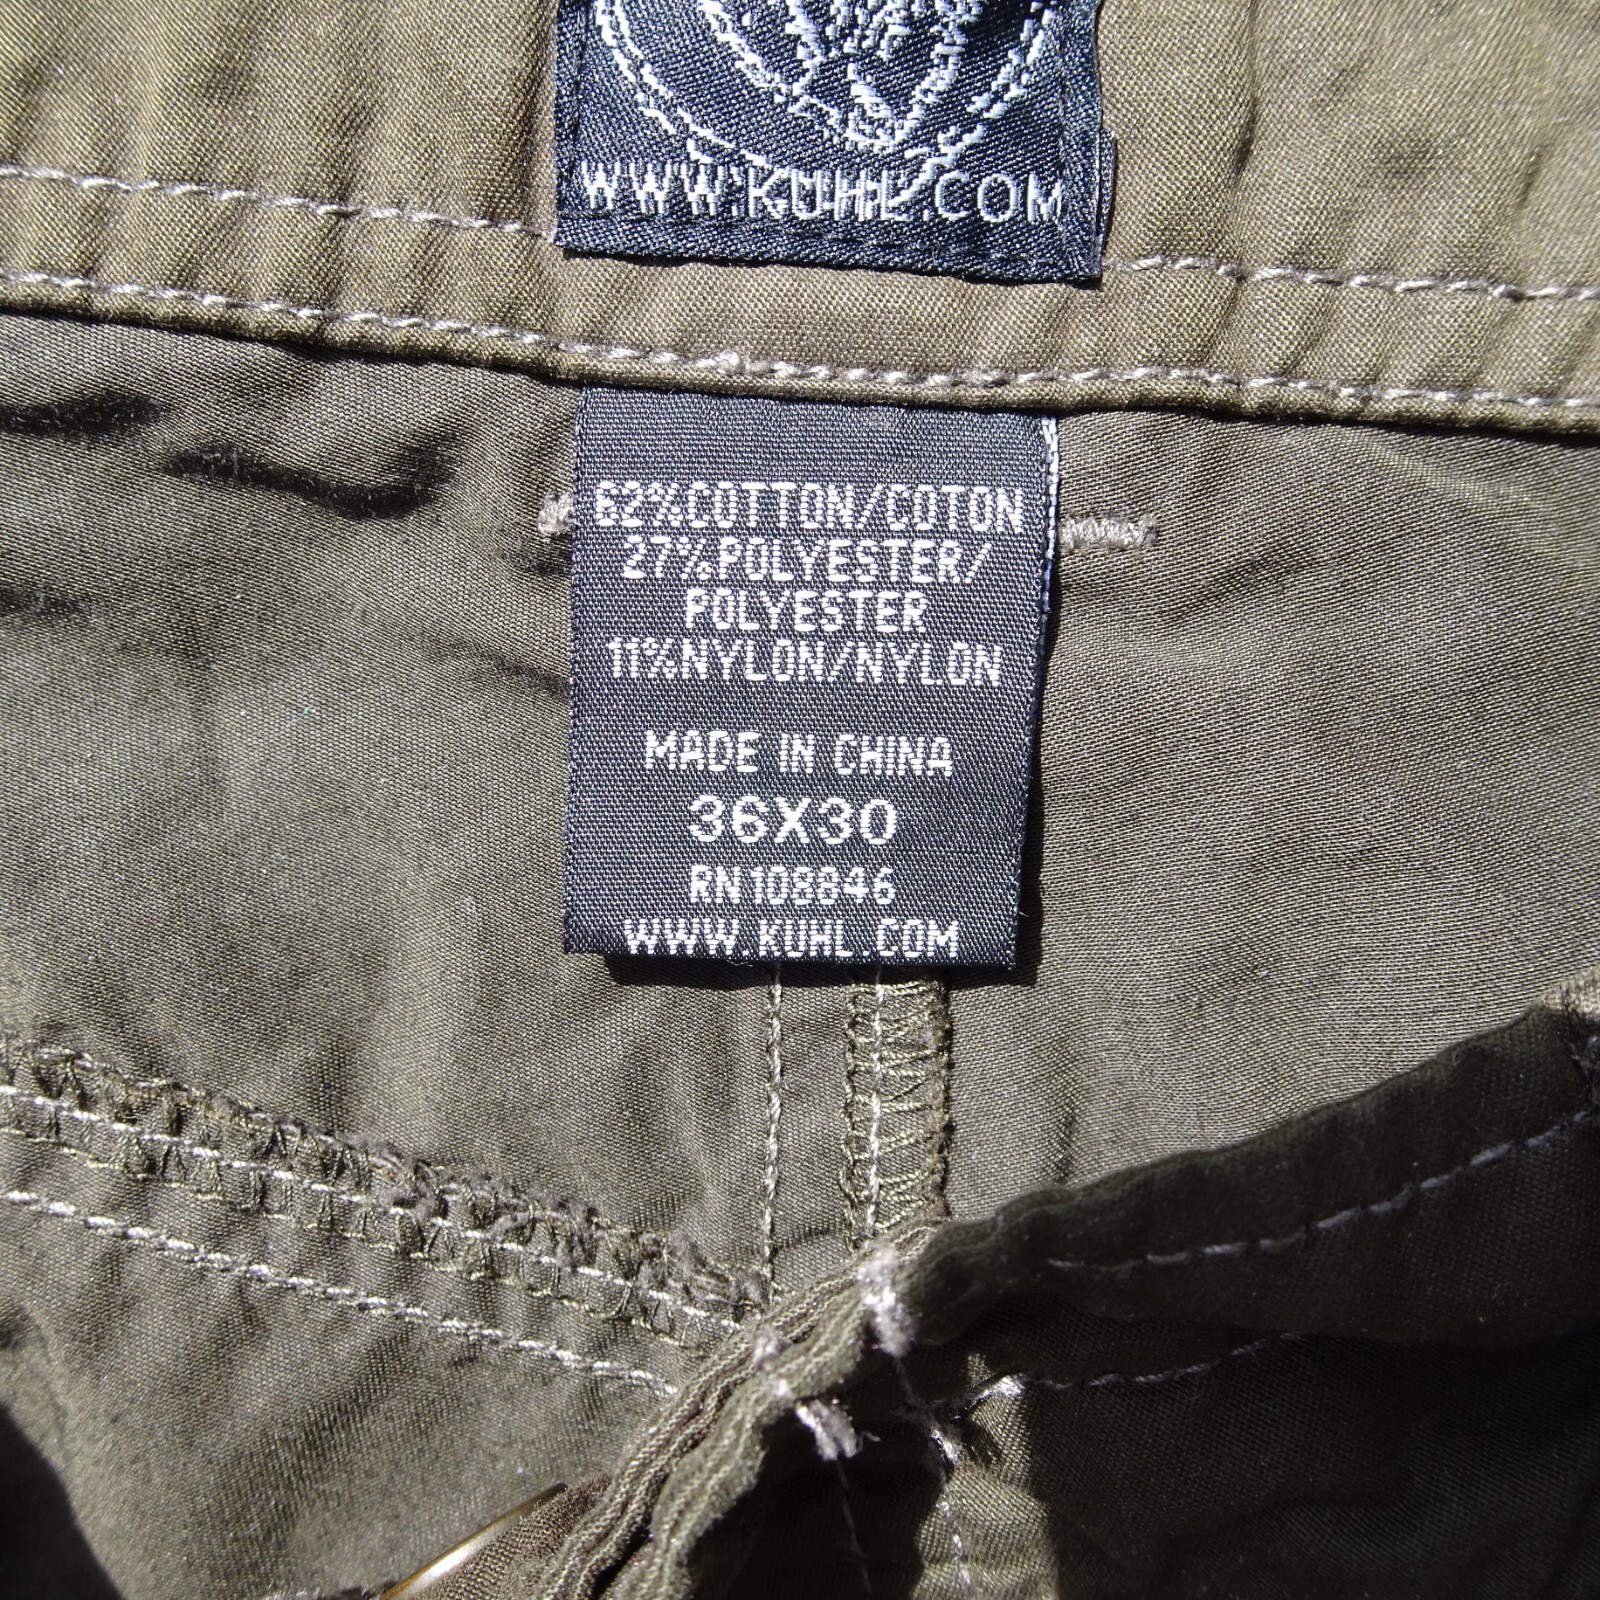 WWW.KUHL.COM
62%COTTON/COTON
27%POLYESTER/
POLYESTER
11%NYLON/NYLON
MADE IN CHINA
36X30
RN108846
WWW.KUHL.COM